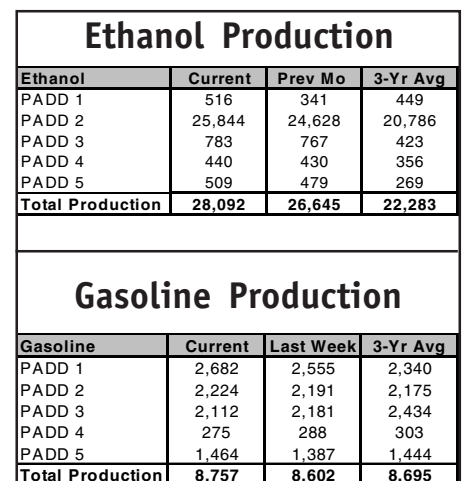 Ethanol Production
Ethanol Current Prev Mo 3-Yr Avg
PADD 1 516 341 449
PADD 2 25,844 24,628 20,786
PADD 3 783 767 423
PADD 4 440 430 356
PADD 5 509 479 269
Total Production 28,092 26,645 22,283
Gasoline Production
Gasoline Current Last Week 3-Yr Avg
PADD 1 2,682 2,555 2,340
PADD 2 2,224 2,191 2,175
PADD 3 2,112 2,181 2,434
PADD 4 275 288 303
PADD 5 1,464 1,387 1,444
Total Production 8,757 8,602 8,695